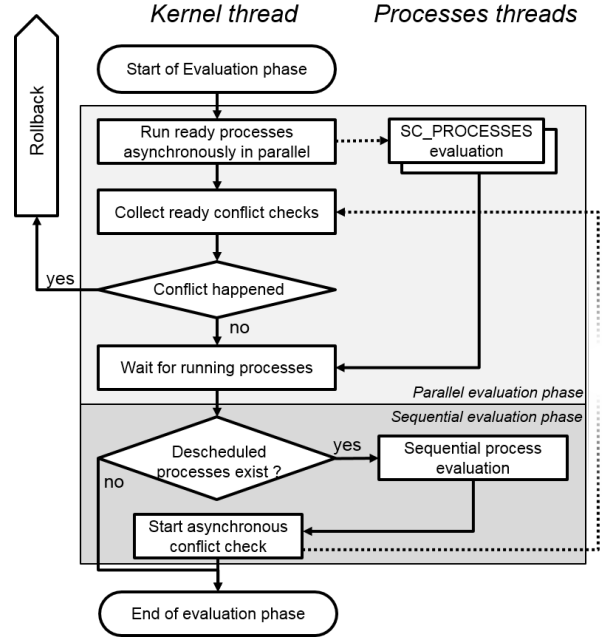 Kernel thread
Processes threads
Start of Evaluation phase
Rollback
Run ready processes
asynchronously in parallel
SC_PROCESSES
evaluation
Collect ready conflict checks
yes
Conflict happened
no
Wait for running processes
Parallel evaluation phase
Sequential evaluation phase
Descheduled
processes exist ?
yes
Sequential process
evaluation
no
Start asynchronous
conflict check
End of evaluation phase